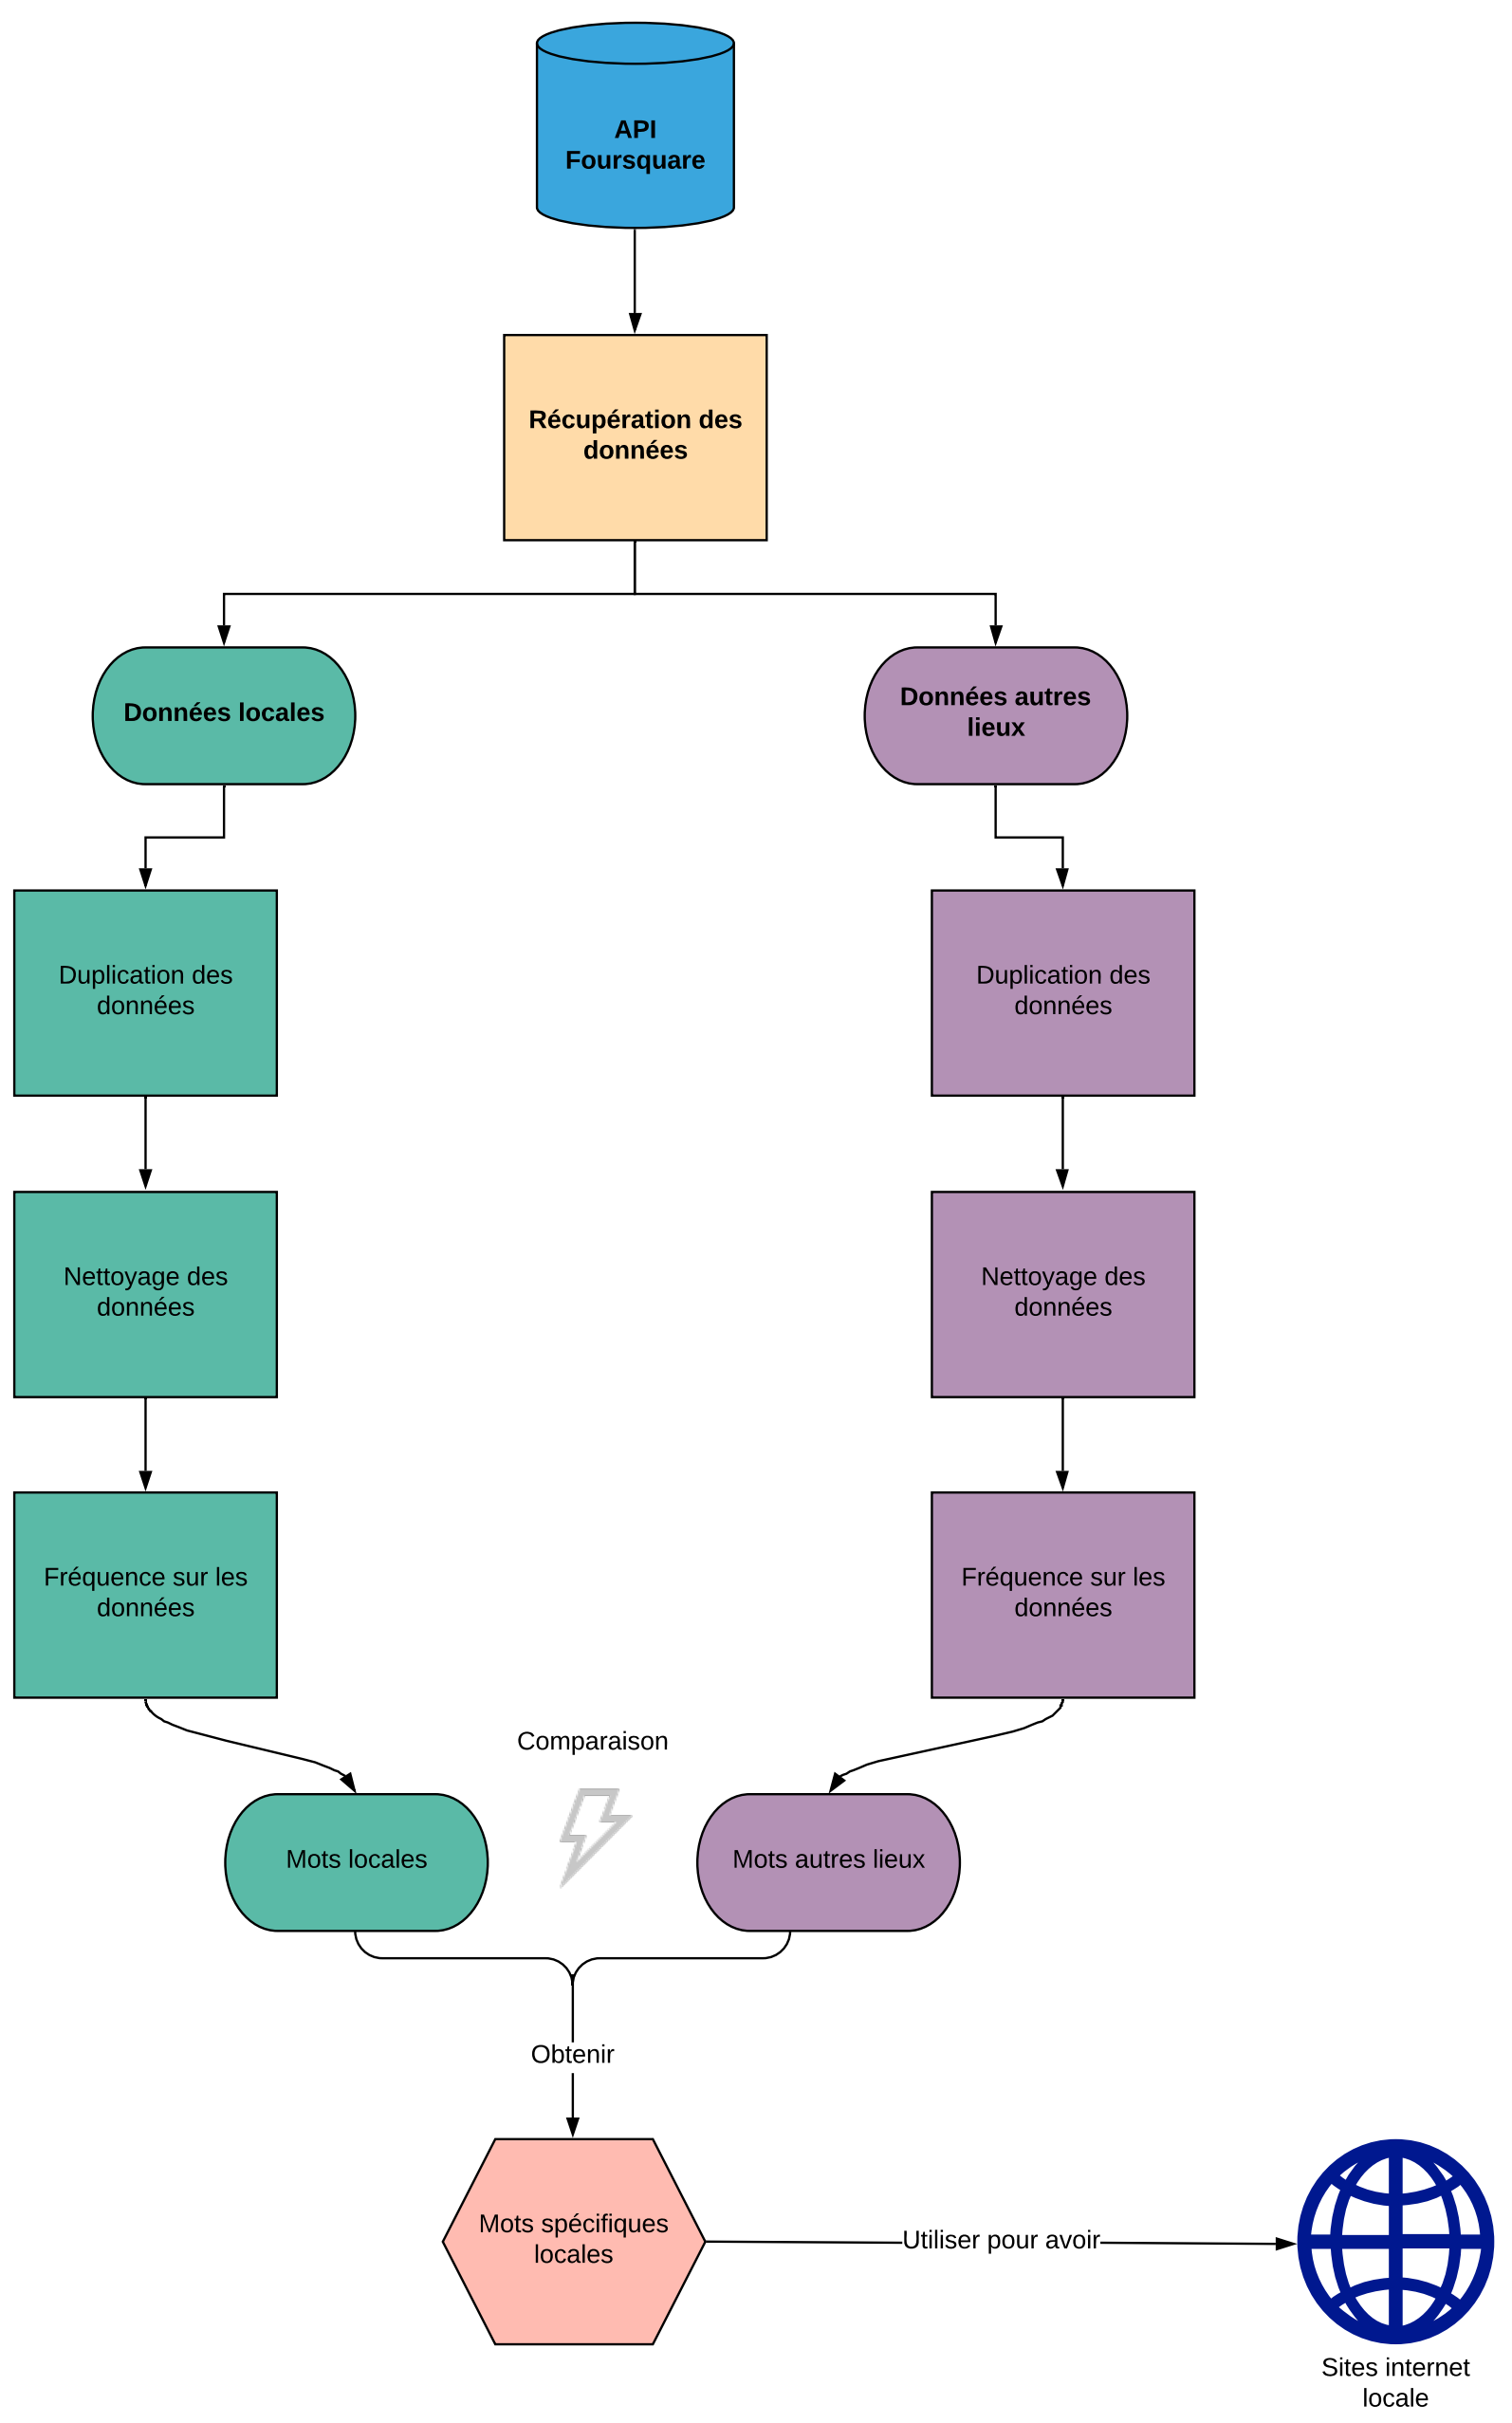 API
Foursquare
Récupération des
données
Données locales
Données autres
lieux
Duplication des
données
Duplication des
données
Nettoyage des
données
Nettoyage des
données
Fréquence sur les
données
Fréquence sur les
données
Comparaison
Mots locales
Mots autres lieux
Obtenir
Mots spécifiques
locales
Utiliser pour avoir
Sites internet
locale